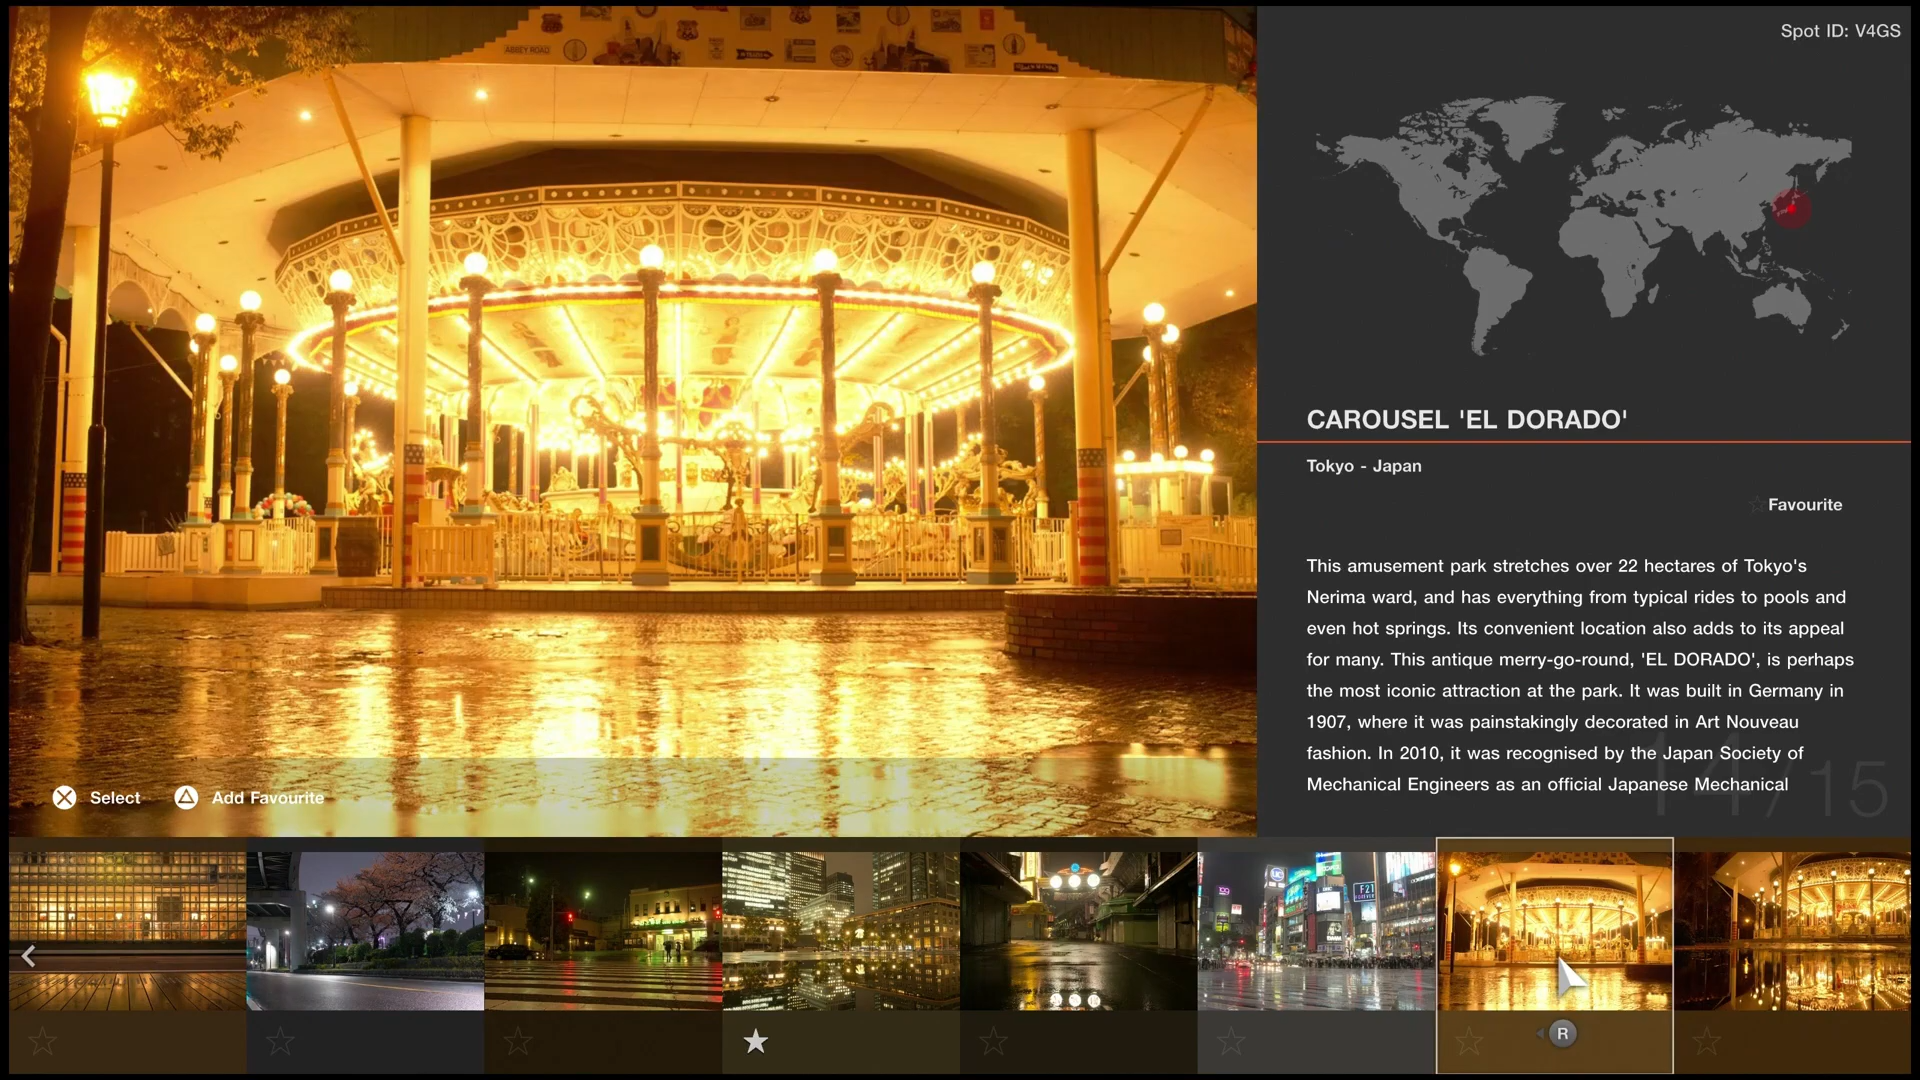 ABBEY ROAD
Spot ID: V4GS
CAROUSEL 'EL DORADO'
Tokyo - Japan
Favourite
This amusement park stretches over 22 hectares of Tokyo's
Nerima ward, and has everything from typical rides to pools and
even hot springs. Its convenient location also adds to its appeal
for many. This antique merry-go-round, 'EL DORADO', is perhaps
the most iconic attraction at the park. It was built in Germany in
1907, where it was painstakingly decorated in Art Nouveau
fashion. In 2010, it was recognised by the Japan Society of
Mechanical Engineers as an official Japanese Mechanical
14/15
Select
Add Favourite
R